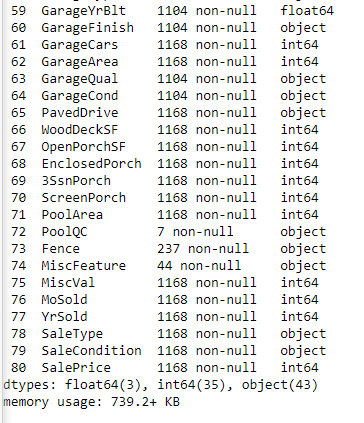 59 GarageYrBlt 1104 non-null float64
60 GarageFinish 1104 non-null object
61 GarageCars 1168 non-null int64
62 GarageArea 1168 non-null int64
63 GarageQual 1104 non-null object
64 GarageCond 1104 non-null object
65 PavedDrive 1168 non-null object
66 WoodDeckSF 1168 non-null int64
67 OpenPorchSF 1168 non-null int64
68 EnclosedPorch 1168 non-null int64
69 3SsnPorch 1168 non-null int64
70 ScreenPorch 1168 non-null int64
71 PoolArea 1168 non-null int64
72 PoolQC 7 non-null object
73 Fence 237 non-null object
74 MiscFeature 44 non-null object
75 MiscVal 1168 non-null int64
76 MoSold 1168 non-null int64
77 YrSold 1168 non-null int64
78 SaleType 1168 non-null object
79 SaleCondition 1168 non-null object
80 SalePrice 1168 non-null int64
dtypes: float64(3), int64(35), object(43)
memory usage: 739.2+ KB